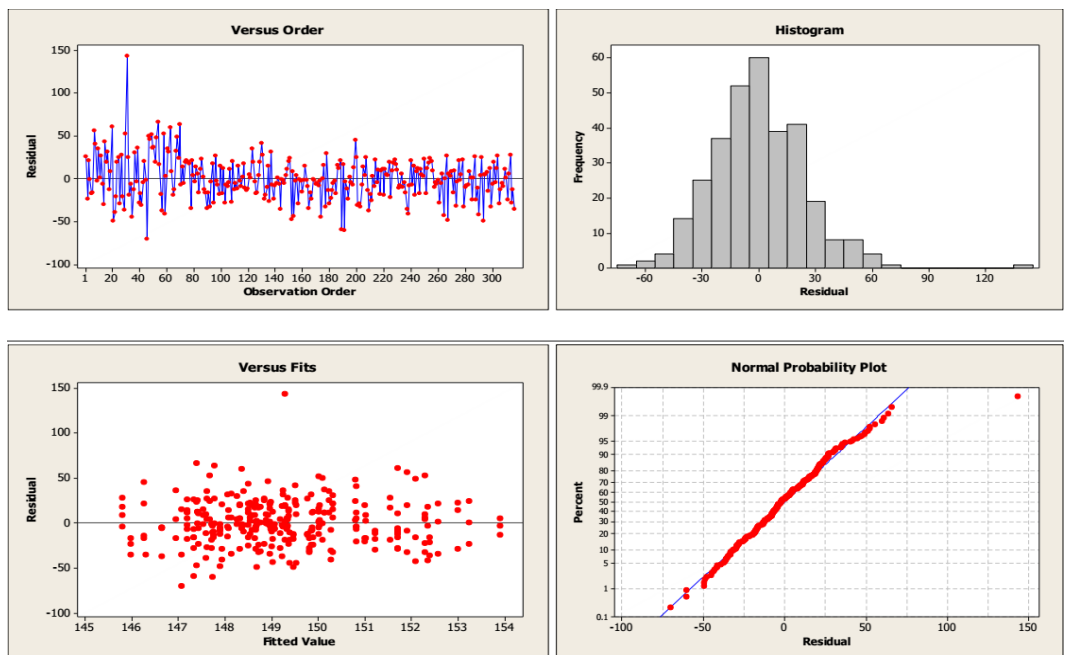 Versus Order
150
100
50
0
-50
-100
Residual
1 20 40 60 80 100 120 140 160 180 200 220 240 260 280 300
Observation Order
Histogram
60
50
40
30
20
10
0
Frequency
-60 -30 0 30 60 90 120
Residual
Versus Fits
150
100
50
0
-50
-100
Residual
145 146 147 148 149 150 151 152 153 154
Fitted Value
Normal Probability Plot
99.9
99
95
90
80
70
60
50
40
30
20
10
5
1
0.1
Percent
-100 -50 0 50 100 150
Residual